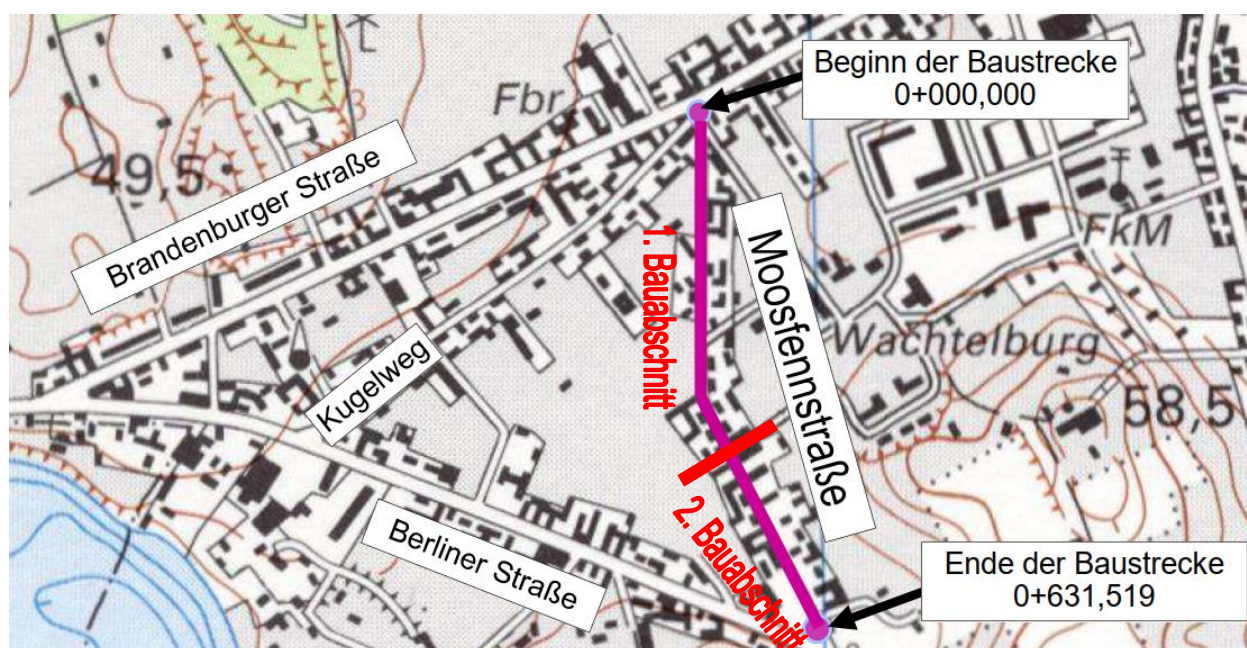 Beginn der Baustrecke
0+000,000
Fbr
49,5
Brandenburger Straße
1. Bauabschnitt
Moosfennstraße
FkM
Wachtelburg
Kugelweg
58,5
2. Bauabschnitt
Berliner Straße
Ende der Baustrecke
0+631,519